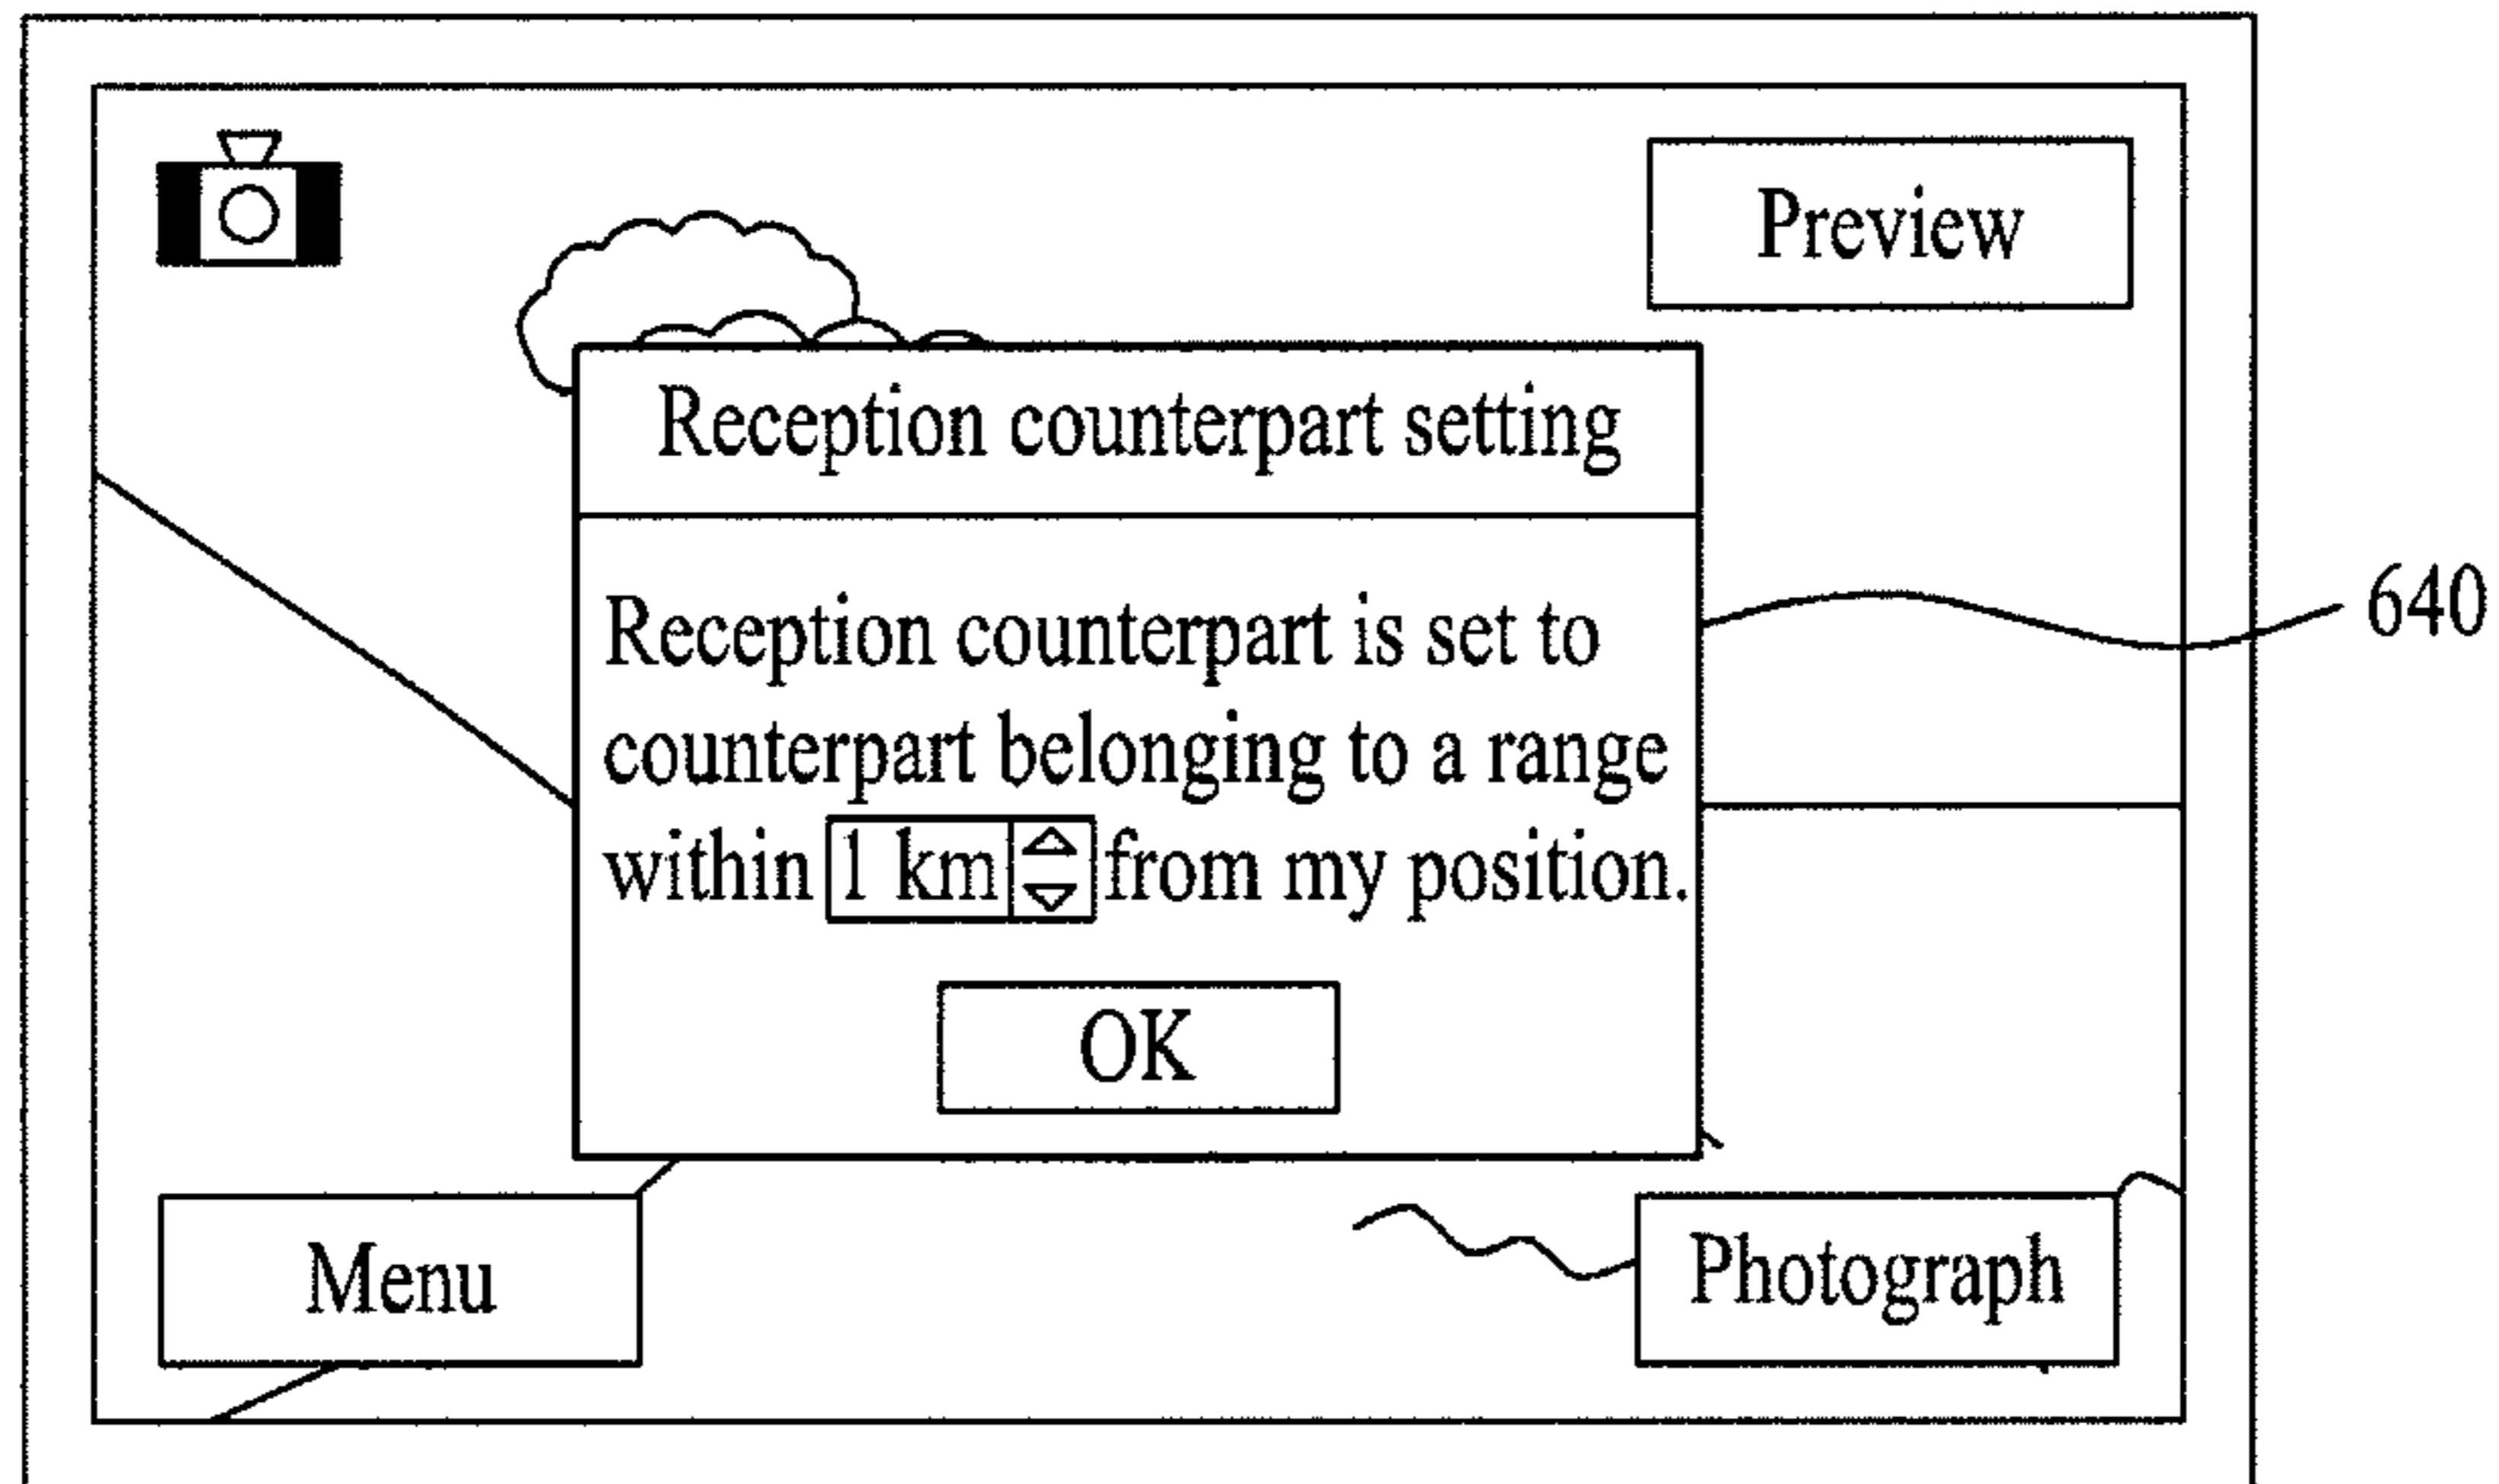 Preview
Reception counterpart setting
Reception counterpart is set to
counterpart belonging to a range
within 1 km from my position.
640
OK
Menu
Photograph